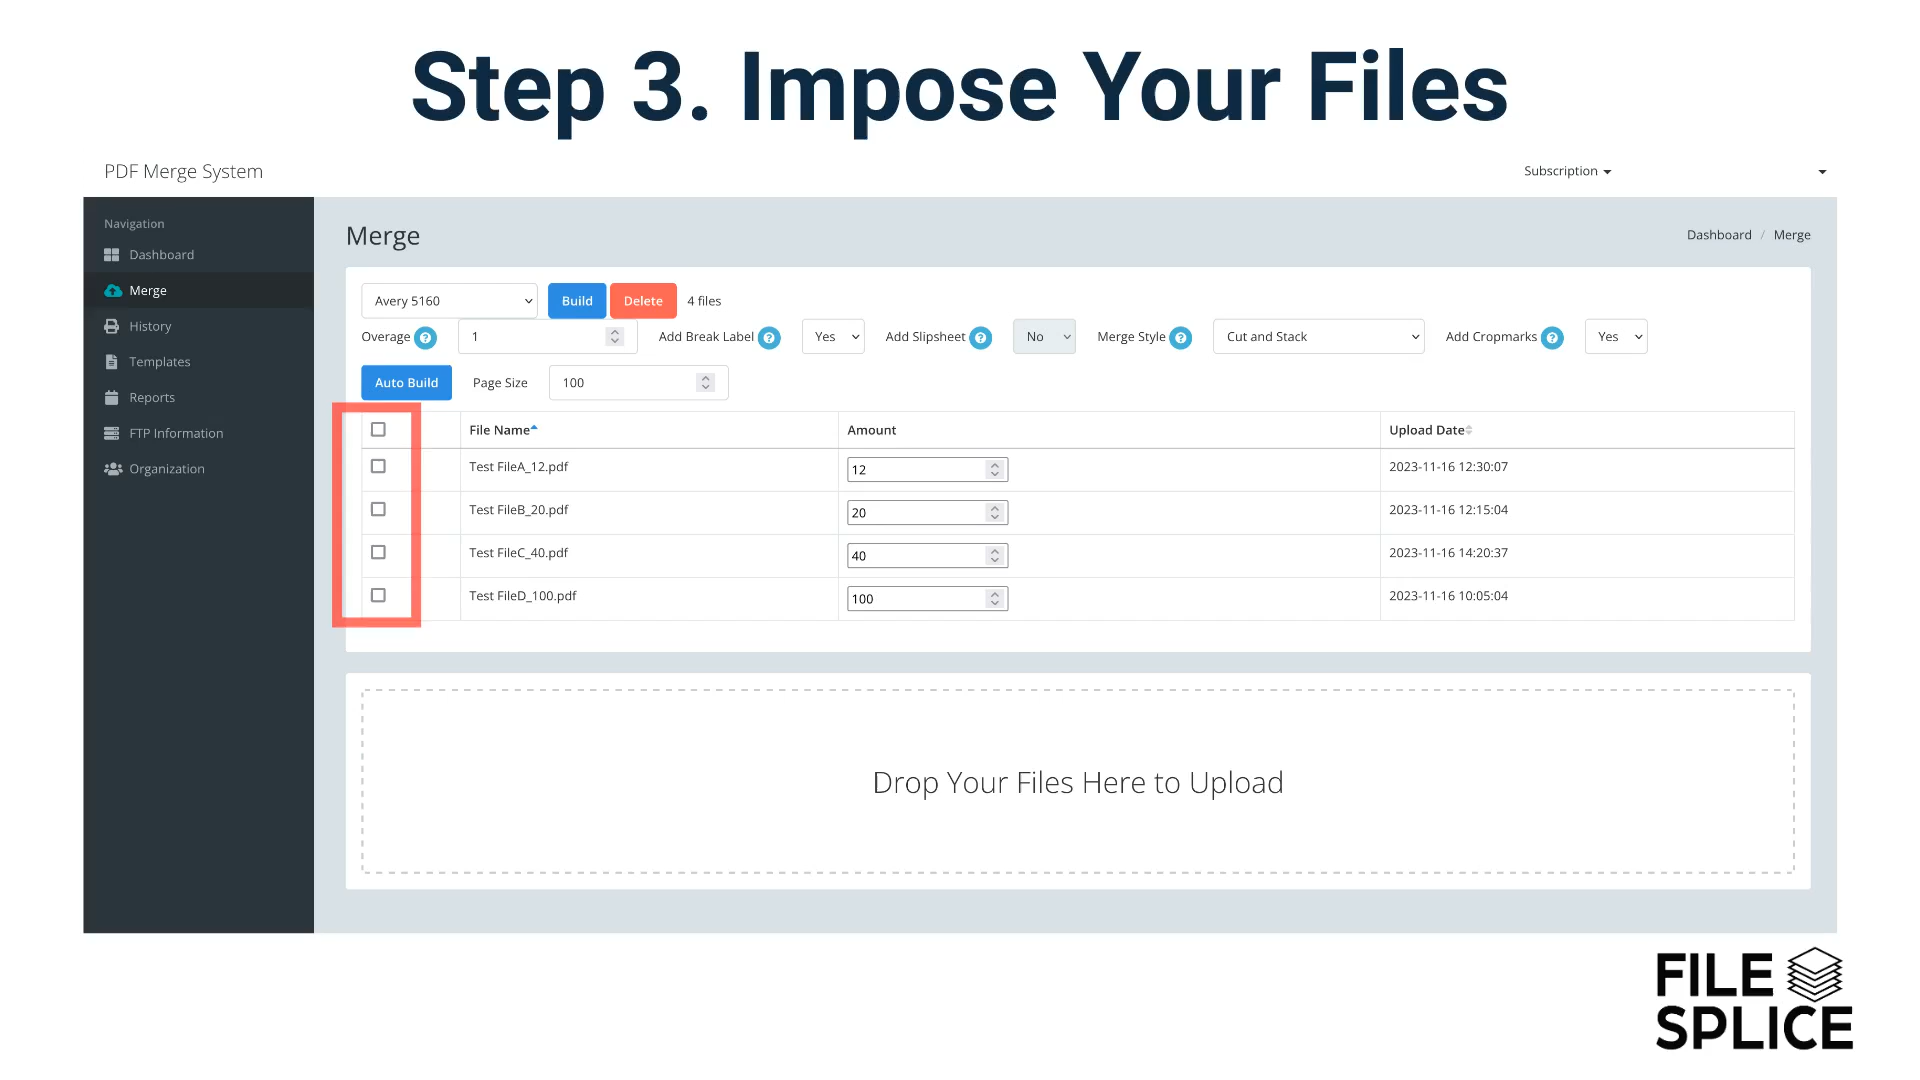 Step 3. Impose Your Files
PDF Merge System
Subscription
Navigation
Dashboard
Merge
History
Templates
Reports
FTP Information
Organization
Merge
Dashboard / Merge
Avery 5160 Build Delete 4 files
Overage ? 1 Add Break Label ? Yes Add Slipsheet ? No Merge Style ? Cut and Stack Add Cropmarks ? Yes
Auto Build Page Size 100
File Name Amount Upload Date
Test FileA_12.pdf 12 2023-11-16 12:30:07
Test FileB_20.pdf 20 2023-11-16 12:15:04
Test FileC_40.pdf 40 2023-11-16 14:20:37
Test FileD_100.pdf 100 2023-11-16 10:05:04
Drop Your Files Here to Upload
FILE
SPLICE